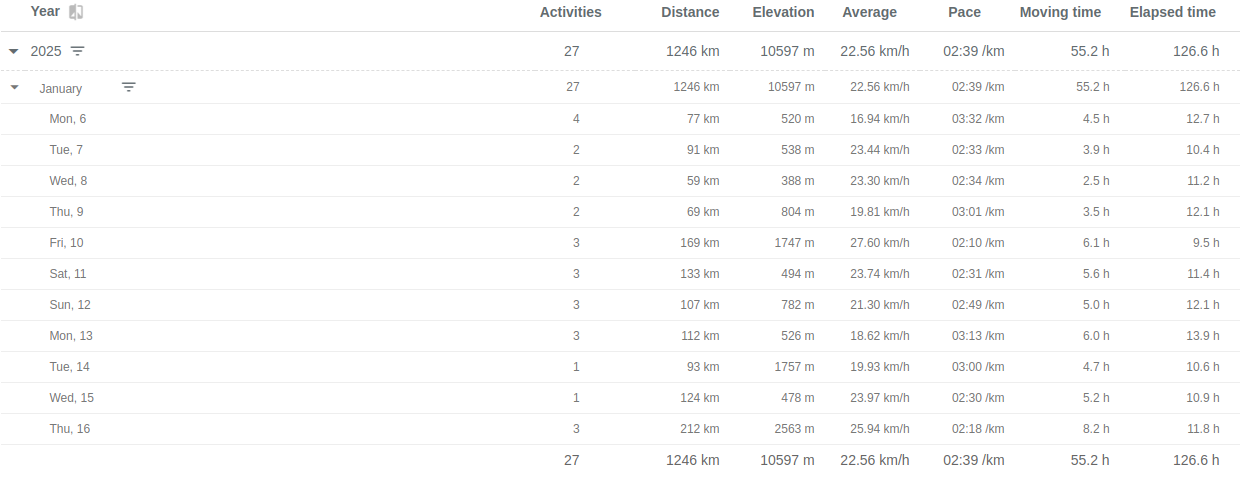 Year Activities Distance Elevation Average Pace Moving time Elapsed time
2025 27 1246 km 10597 m 22.56 km/h 02:39 /km 55.2 h 126.6 h
January 27 1246 km 10597 m 22.56 km/h 02:39 /km 55.2 h 126.6 h
Mon, 6 4 77 km 520 m 16.94 km/h 03:32 /km 4.5 h 12.7 h
Tue, 7 2 91 km 538 m 23.44 km/h 02:33 /km 3.9 h 10.4 h
Wed, 8 2 59 km 388 m 23.30 km/h 02:34 /km 2.5 h 11.2 h
Thu, 9 2 69 km 804 m 19.81 km/h 03:01 /km 3.5 h 12.1 h
Fri, 10 3 169 km 1747 m 27.60 km/h 02:10 /km 6.1 h 9.5 h
Sat, 11 3 133 km 494 m 23.74 km/h 02:31 /km 5.6 h 11.4 h
Sun, 12 3 107 km 782 m 21.30 km/h 02:49 /km 5.0 h 12.1 h
Mon, 13 3 112 km 526 m 18.62 km/h 03:13 /km 6.0 h 13.9 h
Tue, 14 1 93 km 1757 m 19.93 km/h 03:00 /km 4.7 h 10.6 h
Wed, 15 1 124 km 478 m 23.97 km/h 02:30 /km 5.2 h 10.9 h
Thu, 16 3 212 km 2563 m 25.94 km/h 02:18 /km 8.2 h 11.8 h
27 1246 km 10597 m 22.56 km/h 02:39 /km 55.2 h 126.6 h